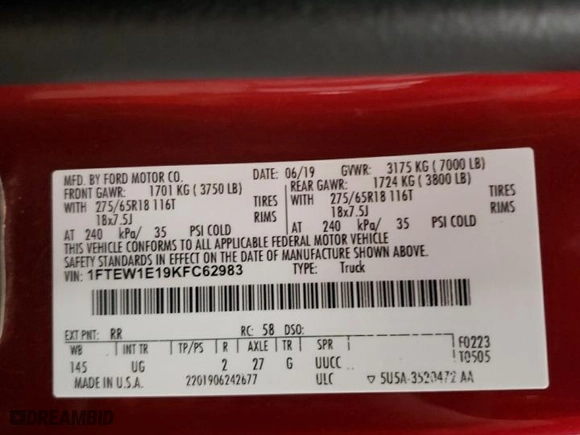 MFD. BY FORD MOTOR CO.
DATE: 06/19 GVWR: 3175 KG (7000 LB)
FRONT GAWR: 1701 KG (3750 LB) REAR GAWR: 1724 KG (3800 LB)
WITH 275/65R18 116T TIRES WITH 275/65R18 116T TIRES
18x7.5J RIMS 18x7.5J RIMS
AT 240 kPa/ 35 PSI COLD AT 240 kPa/ 35 PSI COLD
THIS VEHICLE CONFORMS TO ALL APPLICABLE FEDERAL MOTOR VEHICLE
SAFETY STANDARDS IN EFFECT ON THE DATE OF MANUFACTURE SHOWN ABOVE.
VIN: 1FTEW1E19KFC62983 TYPE: Truck
EXT PNT: RR RC: 58 DSO: F0223
WB INT TR TP/PS R AXLE TR SPR T0505
145 UG 2 27 G UUCC
MADE IN U.S.A. 2201906242677 ULC ▽ 5U5A-3520472 AA
DREAMBID